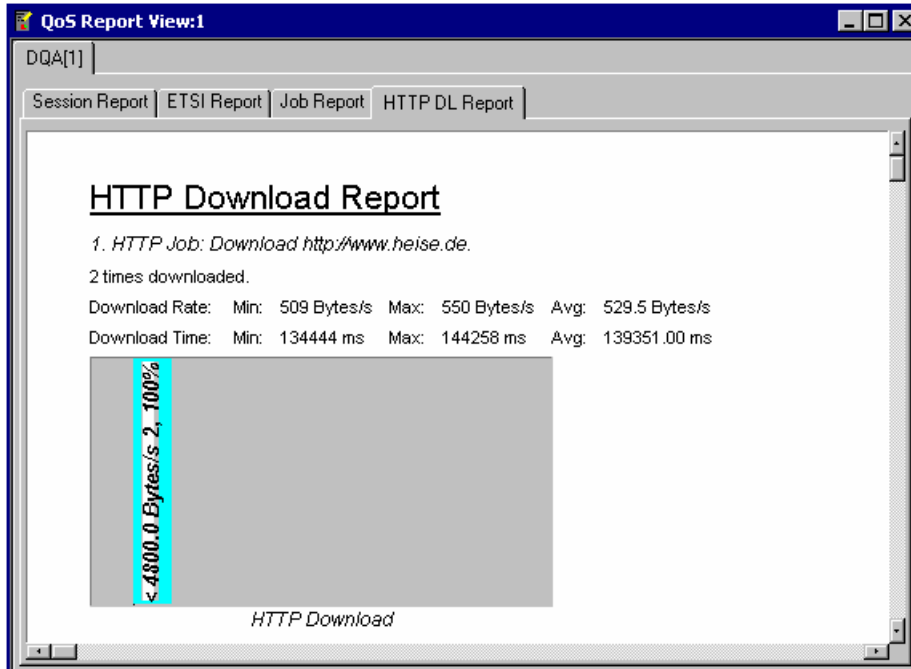 QoS Report View:1
DQA[1]
Session Report ETSI Report Job Report HTTP DL Report
HTTP Download Report
1. HTTP Job: Download http://www.heise.de.
2 times downloaded.
Download Rate: Min: 509 Bytes/s Max: 550 Bytes/s Avg: 529.5 Bytes/s
Download Time: Min: 134444 ms Max: 144258 ms Avg: 139351.00 ms
< 4800.0 Bytes/s 2, 100%
HTTP Download